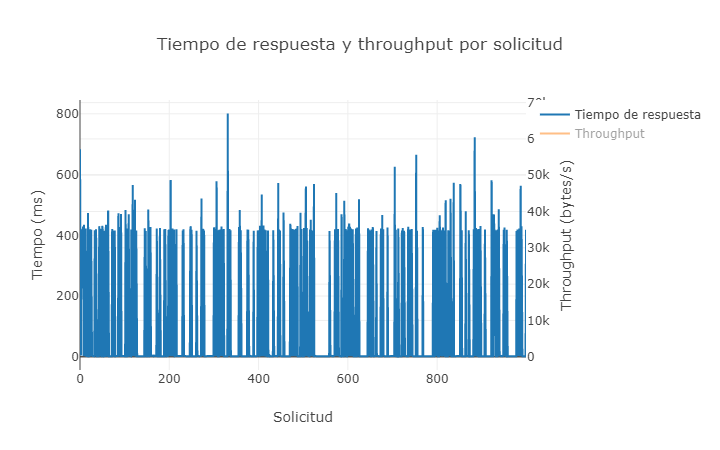 Tiempo de respuesta y throughput por solicitud
Tiempo (ms)
800
600
400
200
0
0
200
400
600
800
Solicitud
70k
6
50k
40k
30k
20k
10k
0
Throughput (bytes/s)
Tiempo de respuesta
Throughput